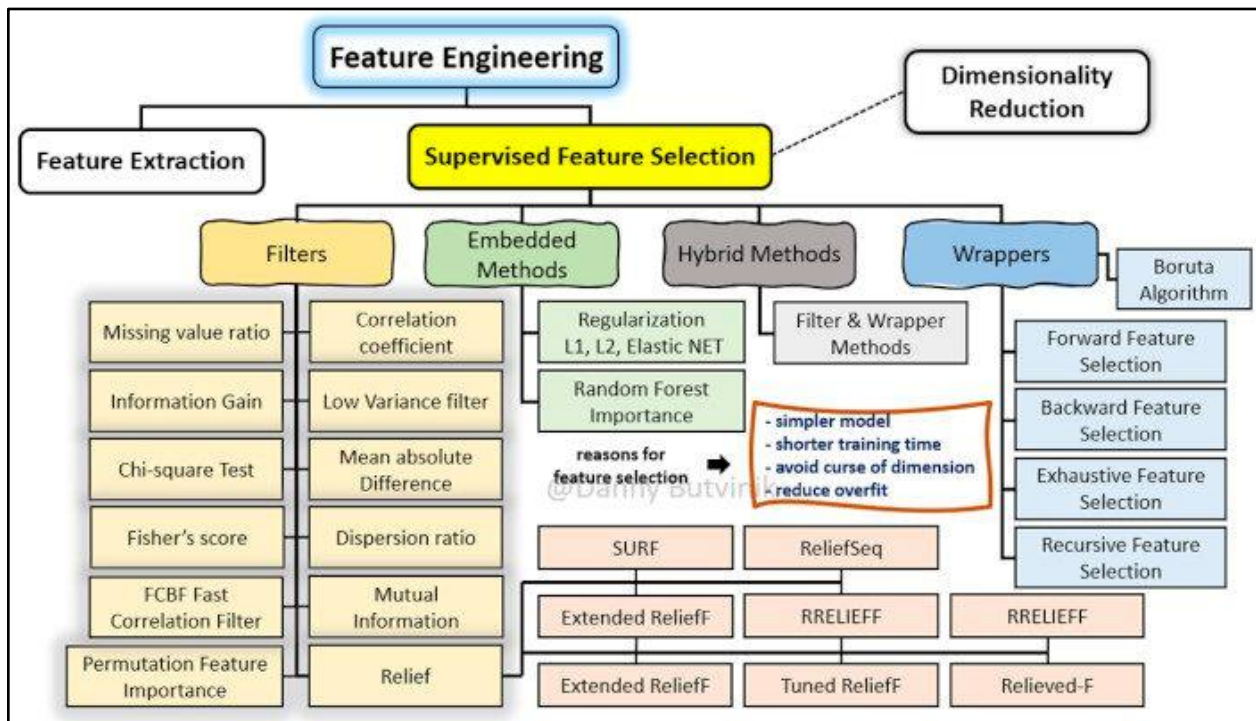 Feature Engineering
Dimensionality
Reduction
Feature Extraction
Supervised Feature Selection
Filters
Embedded
Methods
Hybrid Methods
Wrappers
Boruta
Algorithm
Missing value ratio
Correlation
coefficient
Regularization
L1, L2, Elastic NET
Filter & Wrapper
Methods
Forward Feature
Selection
Information Gain
Low Variance filter
Random Forest
Importance
Backward Feature
Selection
Chi-square Test
Mean absolute
Difference
reasons for
feature selection
- simpler model
- shorter training time
- avoid curse of dimension
- reduce overfit
@Danny Butvinik
Exhaustive Feature
Selection
Fisher's score
Dispersion ratio
SURF
ReliefSeq
Recursive Feature
Selection
FCBF Fast
Correlation Filter
Mutual
Information
Extended ReliefF
RRELIEFF
RRELIEFF
Permutation Feature
Importance
Relief
Extended ReliefF
Tuned ReliefF
Relieved-F